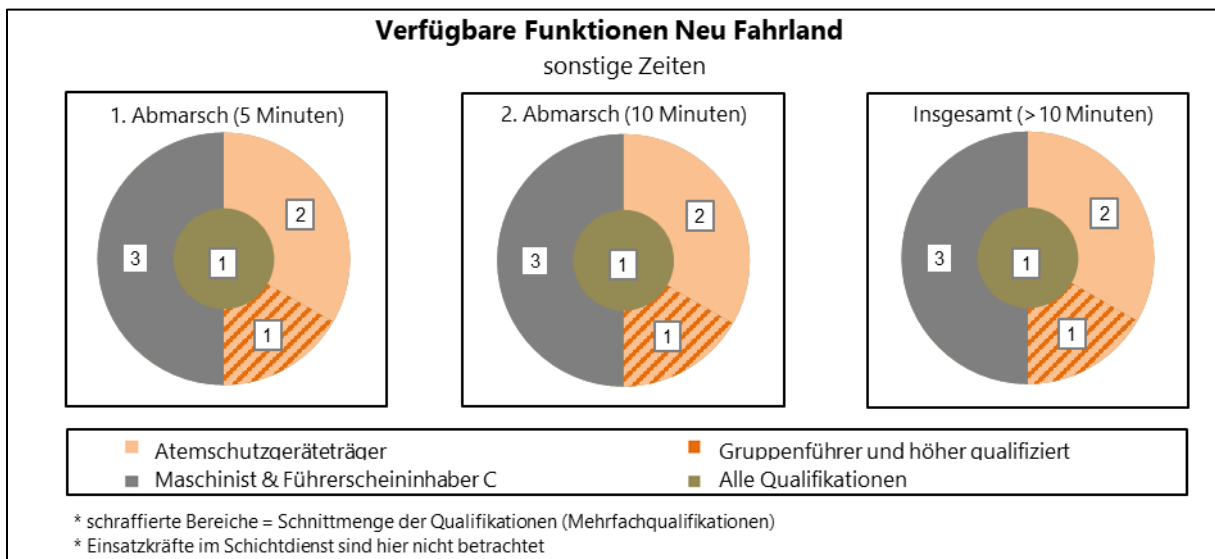 Verfügbare Funktionen Neu Fahrland
sonstige Zeiten
1. Abmarsch (5 Minuten)
2
3
1
1
2. Abmarsch (10 Minuten)
2
3
1
1
Insgesamt (>10 Minuten)
2
3
1
1
Atemschutzgeräteträger
Gruppenführer und höher qualifiziert
Maschinist & Führerscheininhaber C
Alle Qualifikationen
* schraffierte Bereiche = Schnittmenge der Qualifikationen (Mehrfachqualifikationen)
* Einsatzkräfte im Schichtdienst sind hier nicht betrachtet